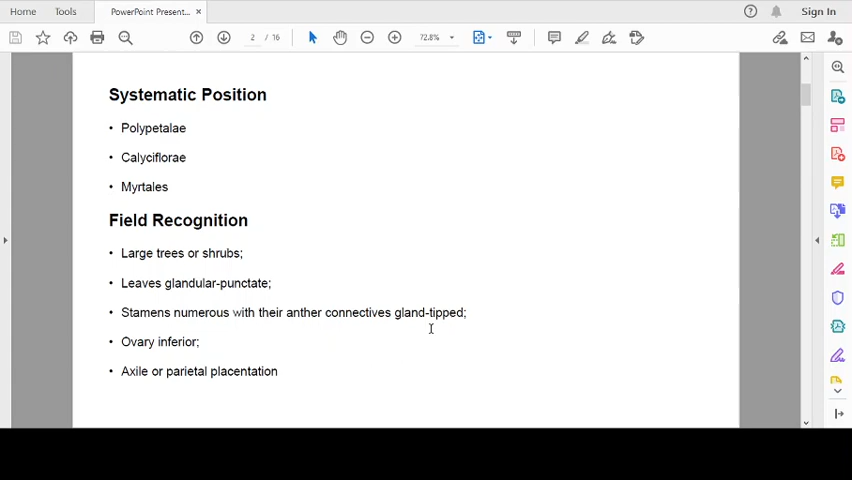 Home Tools PowerPoint Present... × Sign In
2 / 16 72.8%
Systematic Position
• Polypetalae
• Calyciflorae
• Myrtales
Field Recognition
• Large trees or shrubs;
• Leaves glandular-punctate;
• Stamens numerous with their anther connectives gland-tipped;
• Ovary inferior;
• Axile or parietal placentation